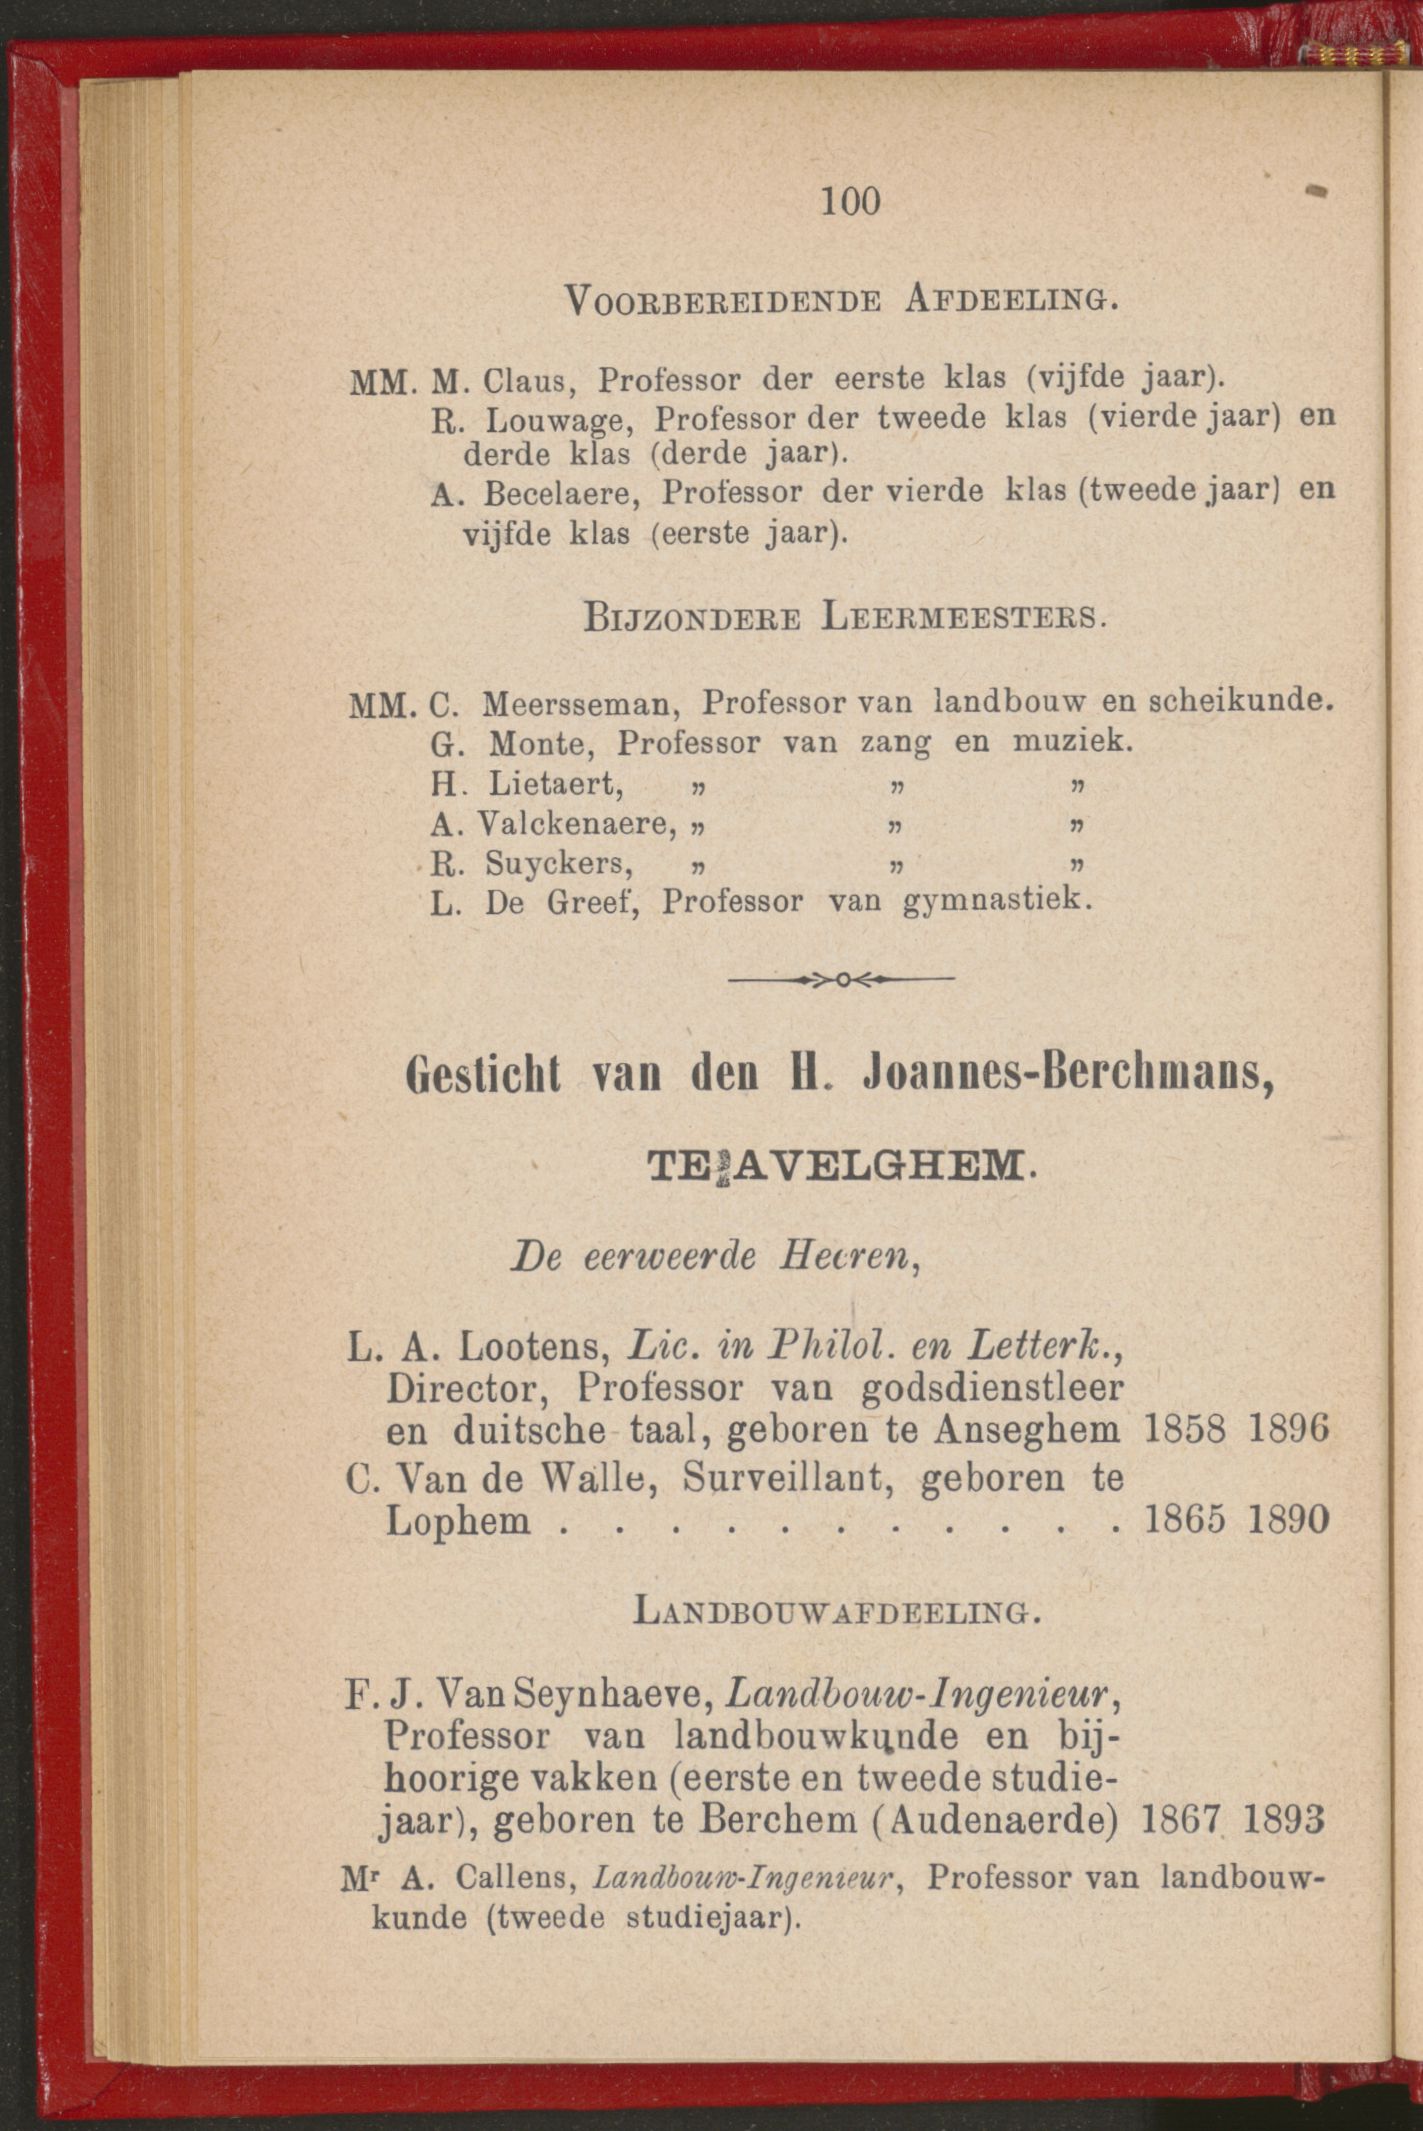 100
VOORBEREIDENDE AFDEELING.
MM. M. Claus, Professor der eerste klas (vijfde jaar).
R. Louwage, Professor der tweede klas (vierde jaar) en
derde klas (derde jaar).
A. Becelaere, Professor der vierde klas (tweede jaar) en
vijfde klas (eerste jaar).
BIJZONDERE LEERMEESTERS.
MM. C. Meersseman, Professor van landbouw en scheikunde.
G. Monte, Professor van zang en muziek.
H. Lietaert, „ „ „
A. Valckenaere, „ „ „
R. Suyckers, „ „ „
L. De Greef, Professor van gymnastiek.
Gesticht van den H. Joannes-Berchmans,
TE AVELGHEM.
De eerweerde Heeren,
L. A. Lootens, Lic. in Philol. en Letterk.,
Director, Professor van godsdienstleer
en duitsche taal, geboren te Anseghem 1858 1896
C. Van de Walle, Surveillant, geboren te
Lophem . . . . . . . . . . . 1865 1890
LANDBOUWAFDEELING.
F. J. Van Seynhaeve, Landbouw-Ingenieur,
Professor van landbouwkunde en bij-
hoorige vakken (eerste en tweede studie-
jaar), geboren te Berchem (Audenaerde) 1867 1893
Mr A. Callens, Landbouw-Ingenieur, Professor van landbouw-
kunde (tweede studiejaar).